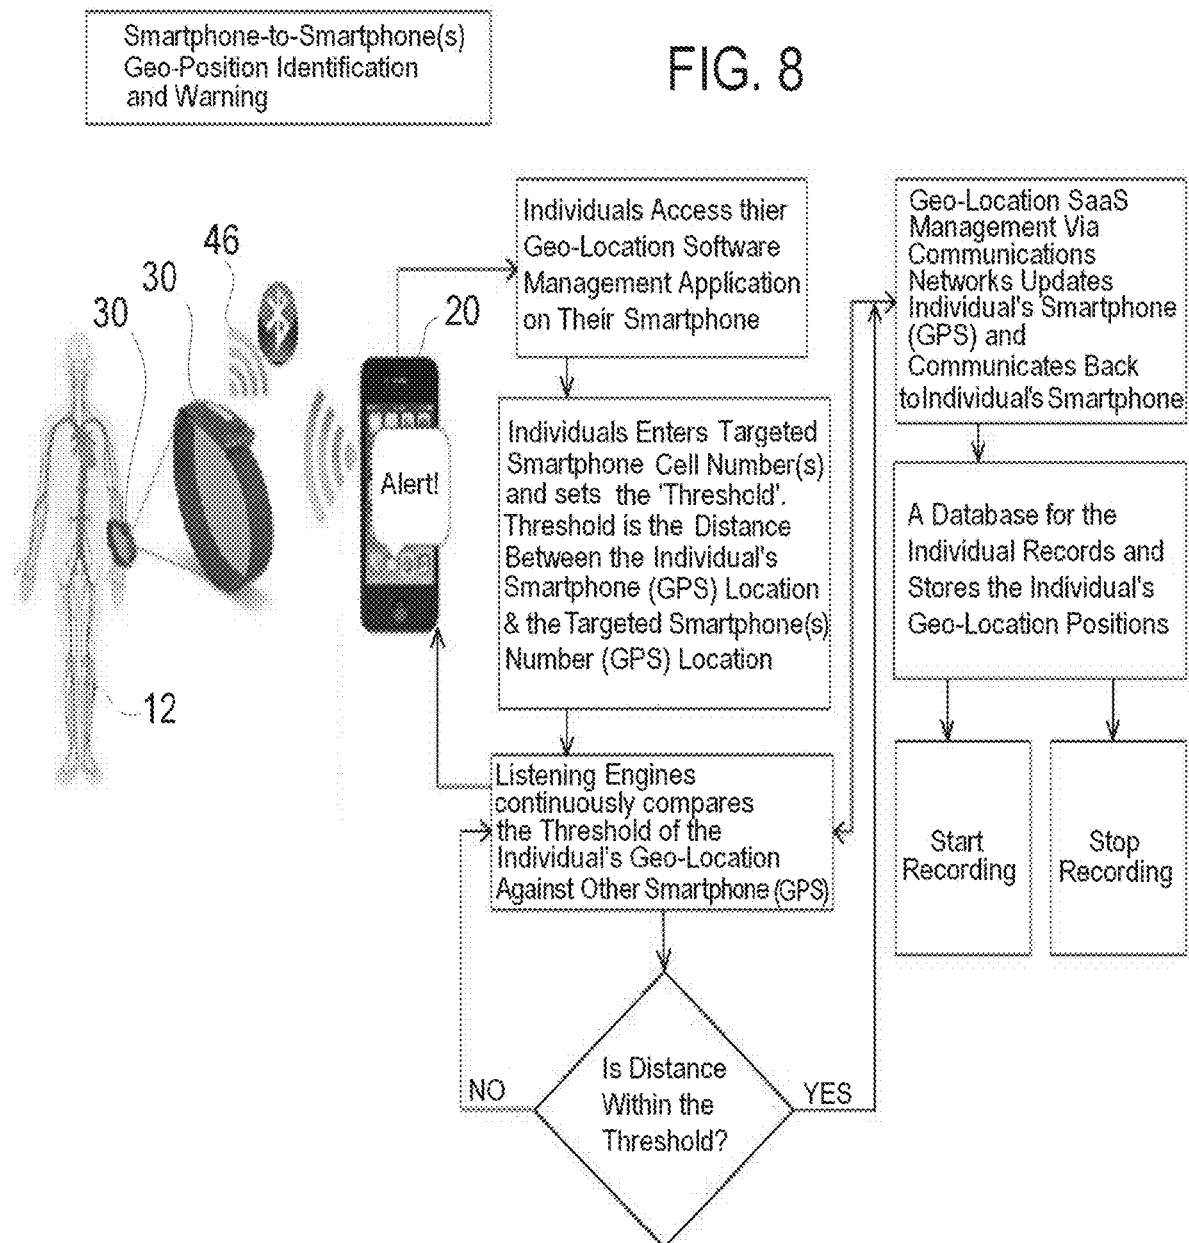 Smartphone-to-Smartphone(s)
Geo-Position Identification
and Warning
FIG. 8
46
30
30
20
12
Alert!
Individuals Access thier
Geo-Location Software
Management Application
on Their Smartphone
Individuals Enters Targeted
Smartphone Cell Number(s)
and sets the 'Threshold'.
Threshold is the Distance
Between the Individual's
Smartphone (GPS) Location
& the Targeted Smartphone(s)
Number (GPS) Location
Listening Engines
continuously compares
the Threshold of the
Individual's Geo-Location
Against Other Smartphone (GPS)
Is Distance
Within the
Threshold?
NO
YES
Geo-Location SaaS
Management Via
Communications
Networks Updates
Individual's Smartphone
(GPS) and
Communicates Back
to Individual's Smartphone
A Database for the
Individual Records and
Stores the Individual's
Geo-Location Positions
Start
Recording
Stop
Recording